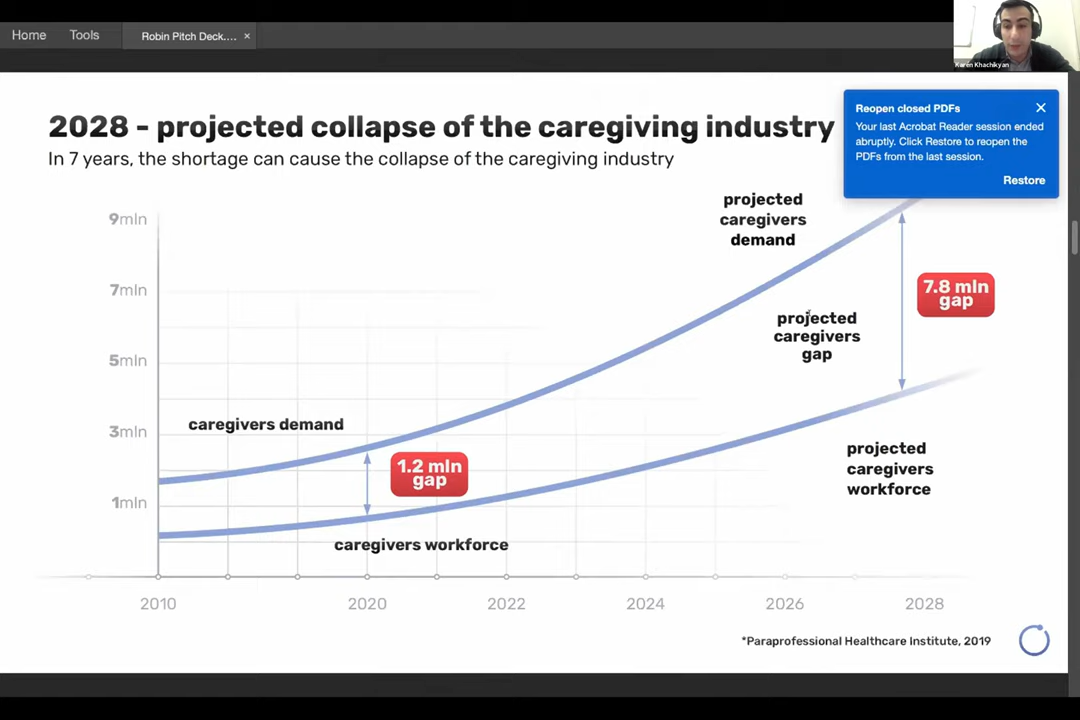 Home
Tools
Robin Pitch Deck.... ×
Karen Khachikyan
Reopen closed PDFs
Your last Acrobat Reader session ended
abruptly. Click Restore to reopen the
PDFs from the last session.
Restore
2028 - projected collapse of the caregiving industry
In 7 years, the shortage can cause the collapse of the caregiving industry
9mln
7mln
5mln
3mln
1mln
projected
caregivers
demand
7.8 mln
gap
projected
caregivers
gap
caregivers demand
1.2 mln
gap
projected
caregivers
workforce
caregivers workforce
2010
2020
2022
2024
2026
2028
*Paraprofessional Healthcare Institute, 2019